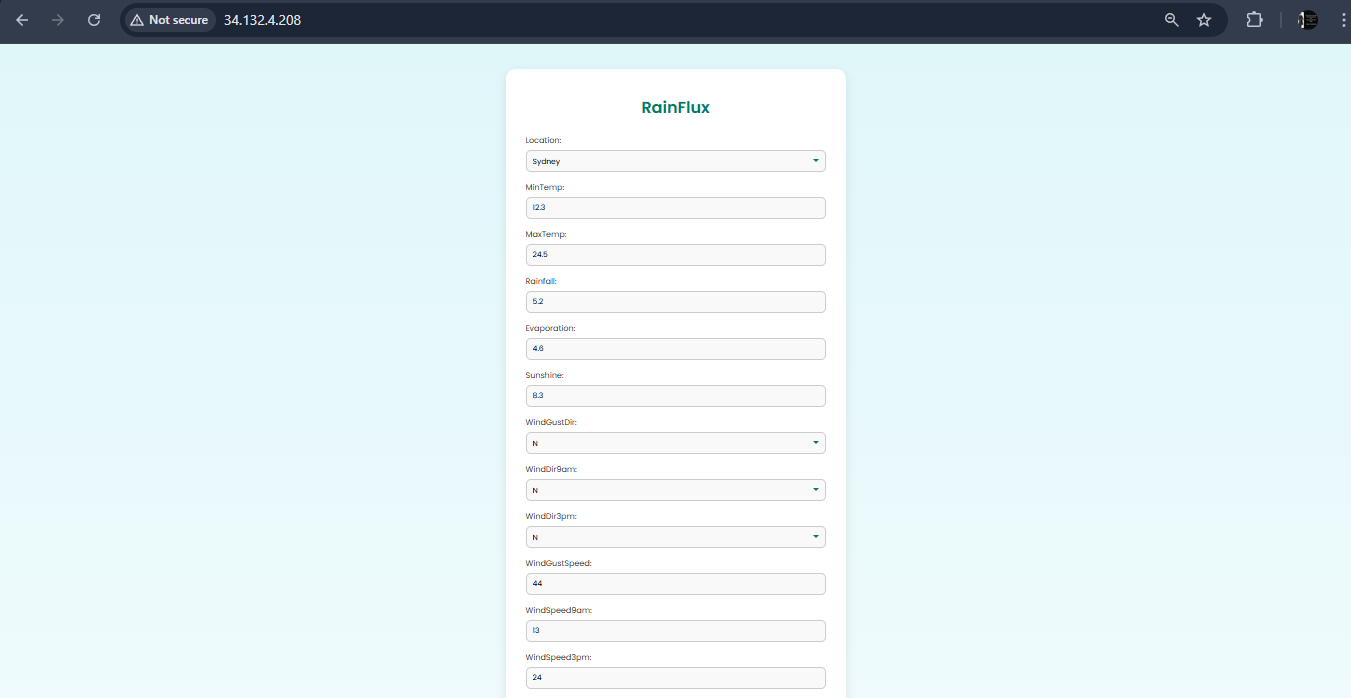 Not secure 34.132.4.208
RainFlux
Location:
Sydney
MinTemp:
12.3
MaxTemp:
24.5
Rainfall:
5.2
Evaporation:
4.6
Sunshine:
8.3
WindGustDir:
N
WindDir9am:
N
WindDir3pm:
N
WindGustSpeed:
44
WindSpeed9am:
13
WindSpeed3pm:
24